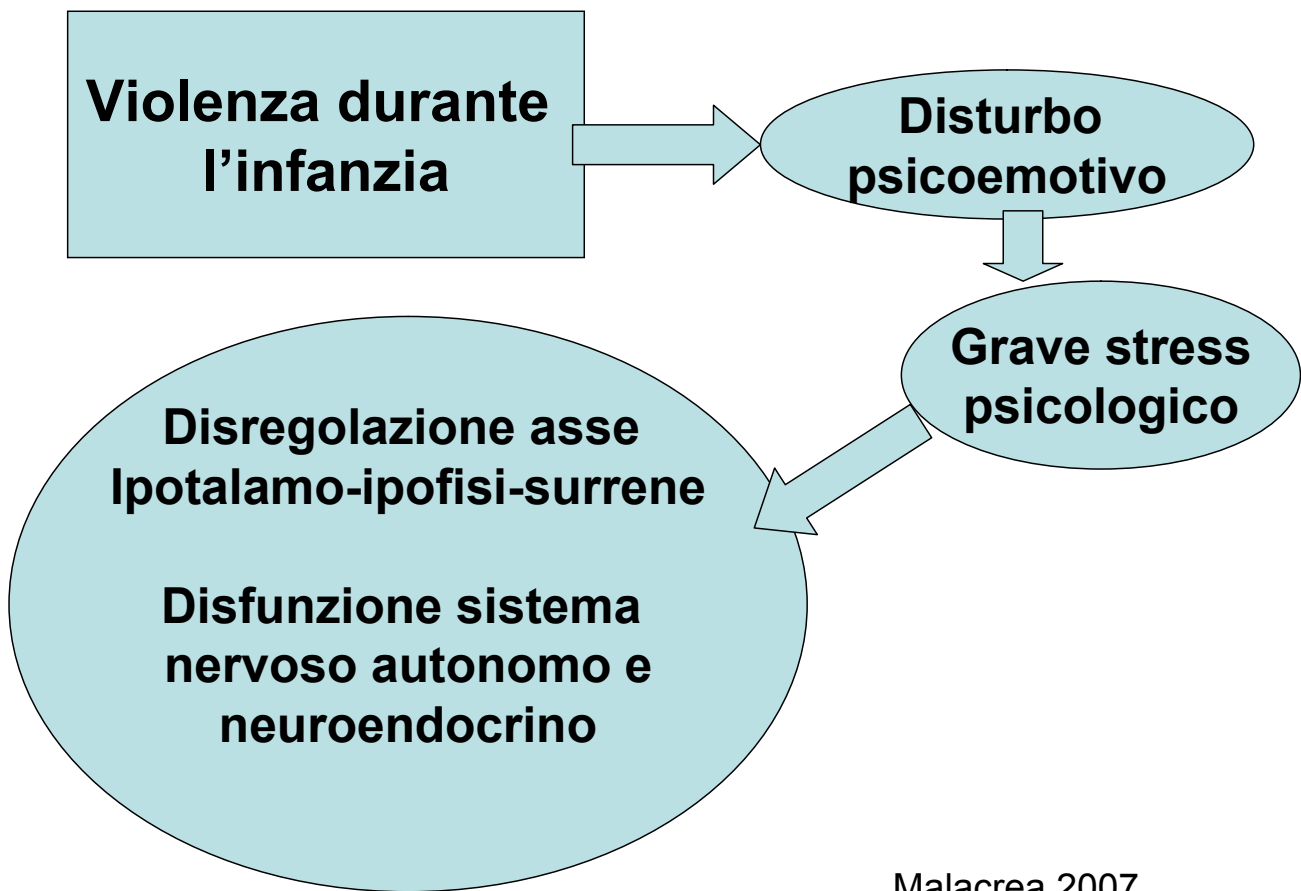 Violenza durante
l’infanzia
Disturbo
psicoemotivo
Grave stress
psicologico
Disregolazione asse
Ipotalamo-ipofisi-surrene
Disfunzione sistema
nervoso autonomo e
neuroendocrino
Malacrea 2007